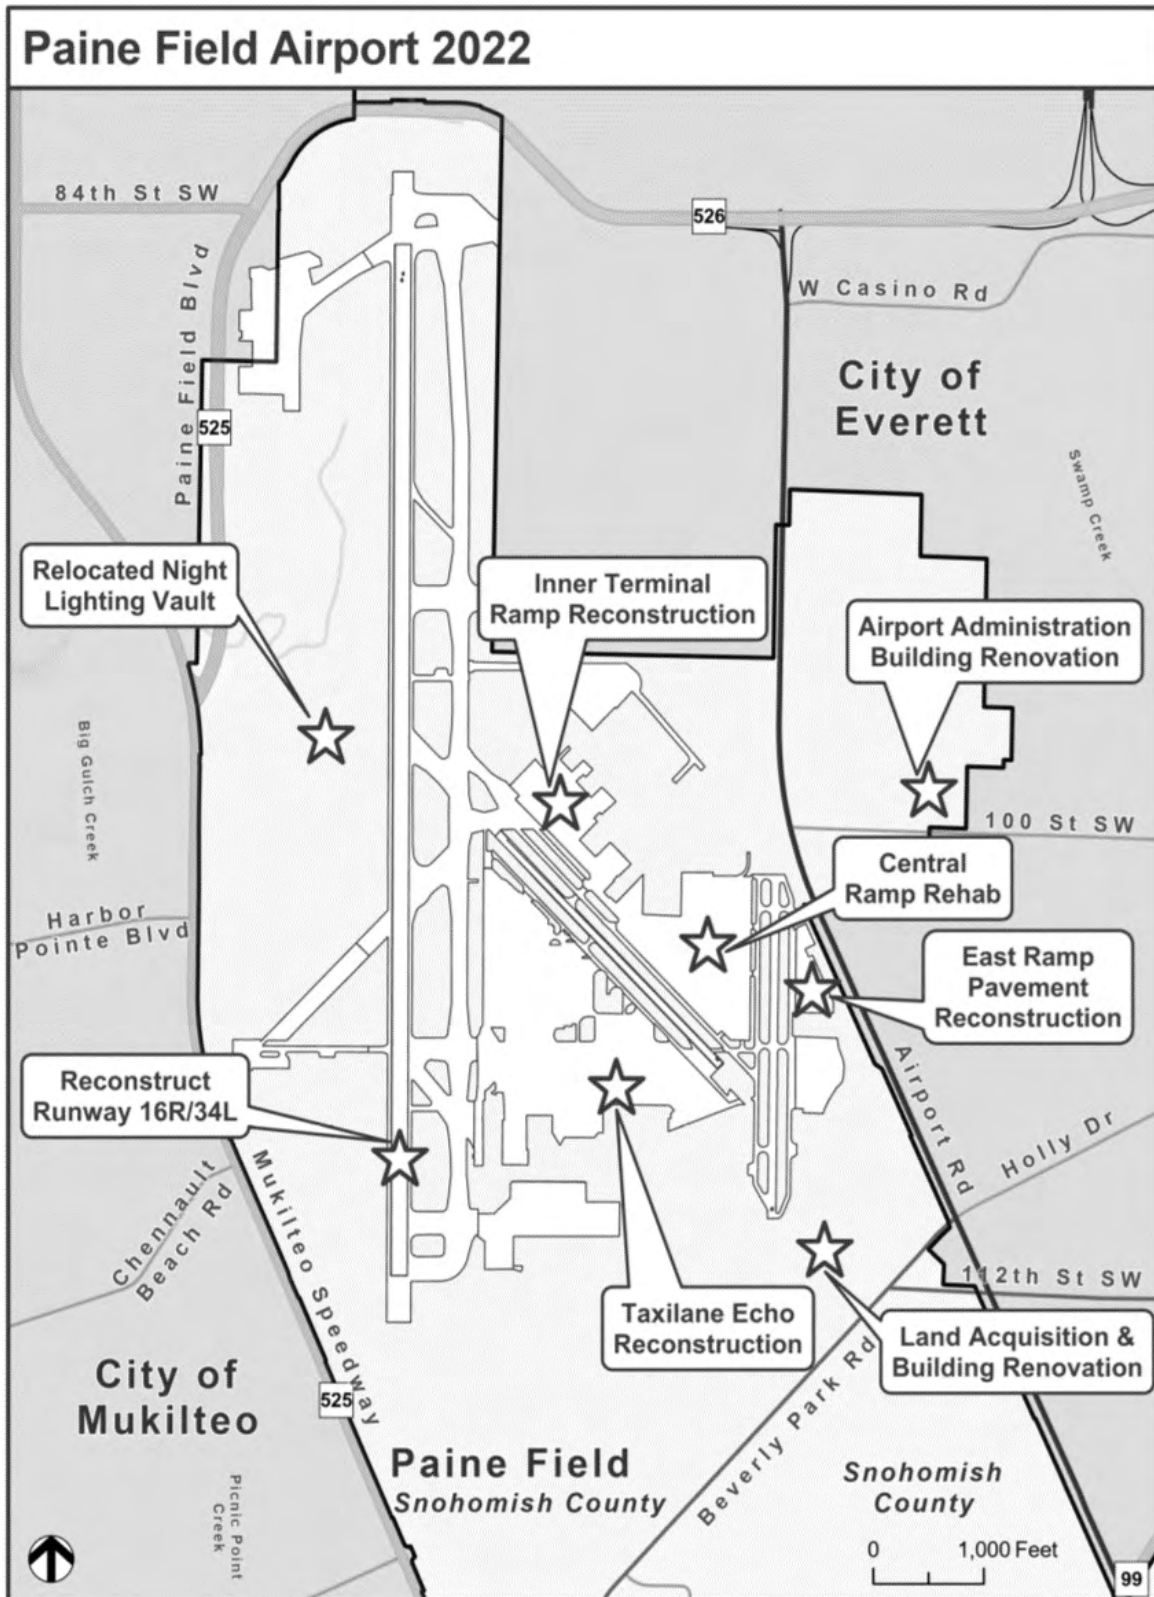 Paine Field Airport 2022
84th St SW
526
W Casino Rd
Paine Field Blvd
City of
Everett
525
Swamp Creek
Relocated Night
Lighting Vault
Inner Terminal
Ramp Reconstruction
Airport Administration
Building Renovation
Big Gulch Creek
100 St SW
Central
Ramp Rehab
Harbor
Pointe Blvd
East Ramp
Pavement
Reconstruction
Reconstruct
Runway 16R/34L
Airport Rd
Holly Dr
Chennault
Beach Rd
Mukilteo Speedway
112th St SW
Taxilane Echo
Reconstruction
Land Acquisition &
Building Renovation
City of
Mukilteo
525
Beverly Park Rd
Paine Field
Snohomish County
Snohomish
County
Picnic Point
Creek
0 1,000 Feet
99